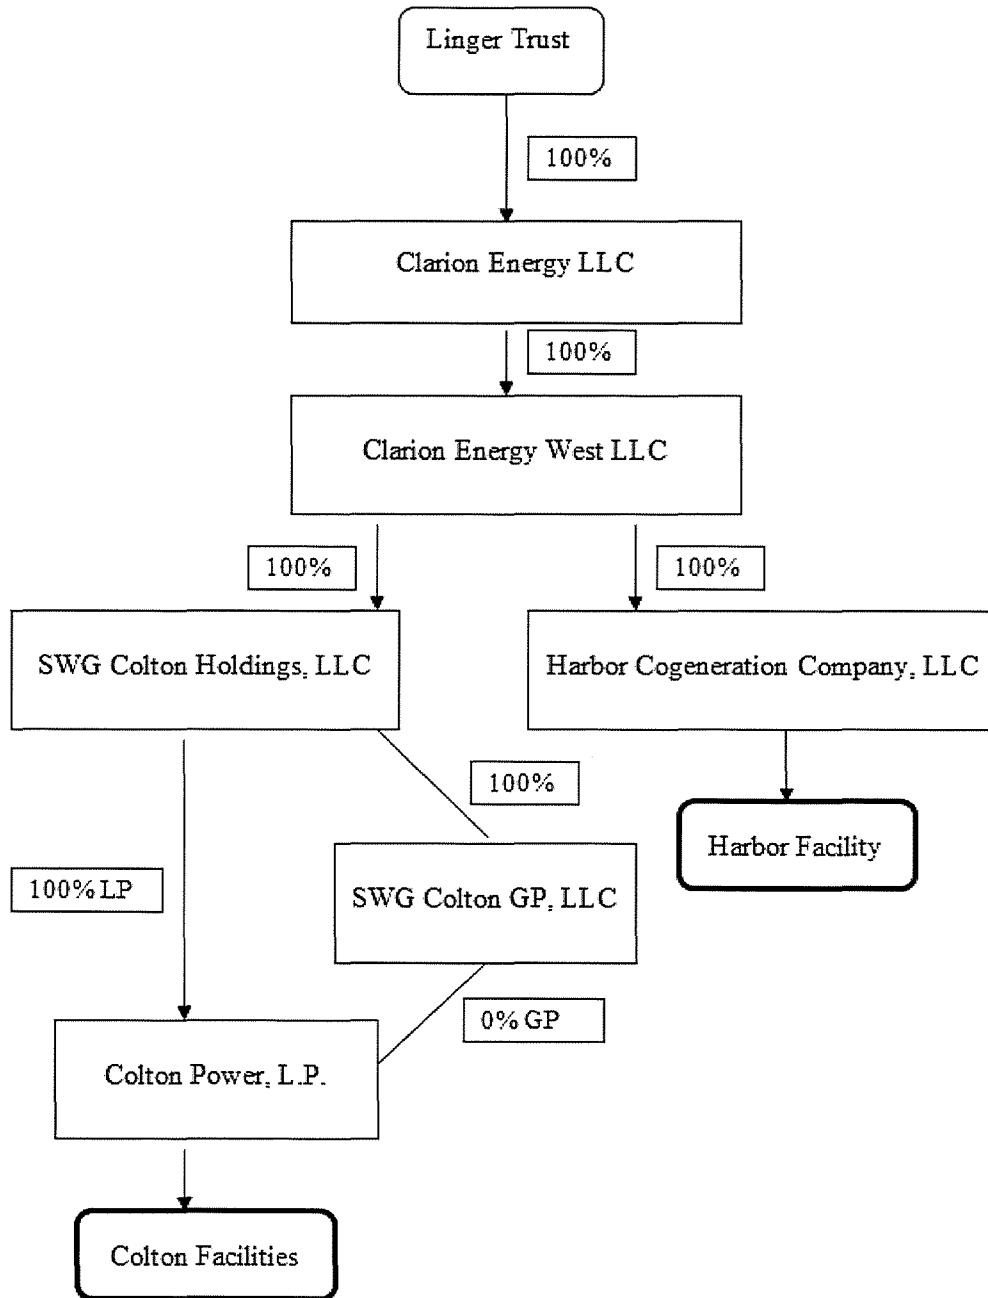 Linger Trust
100%
Clarion Energy LLC
100%
Clarion Energy West LLC
100%
100%
SWG Colton Holdings, LLC
Harbor Cogeneration Company, LLC
100%
Harbor Facility
100% LP
SWG Colton GP, LLC
0% GP
Colton Power, L.P.
Colton Facilities